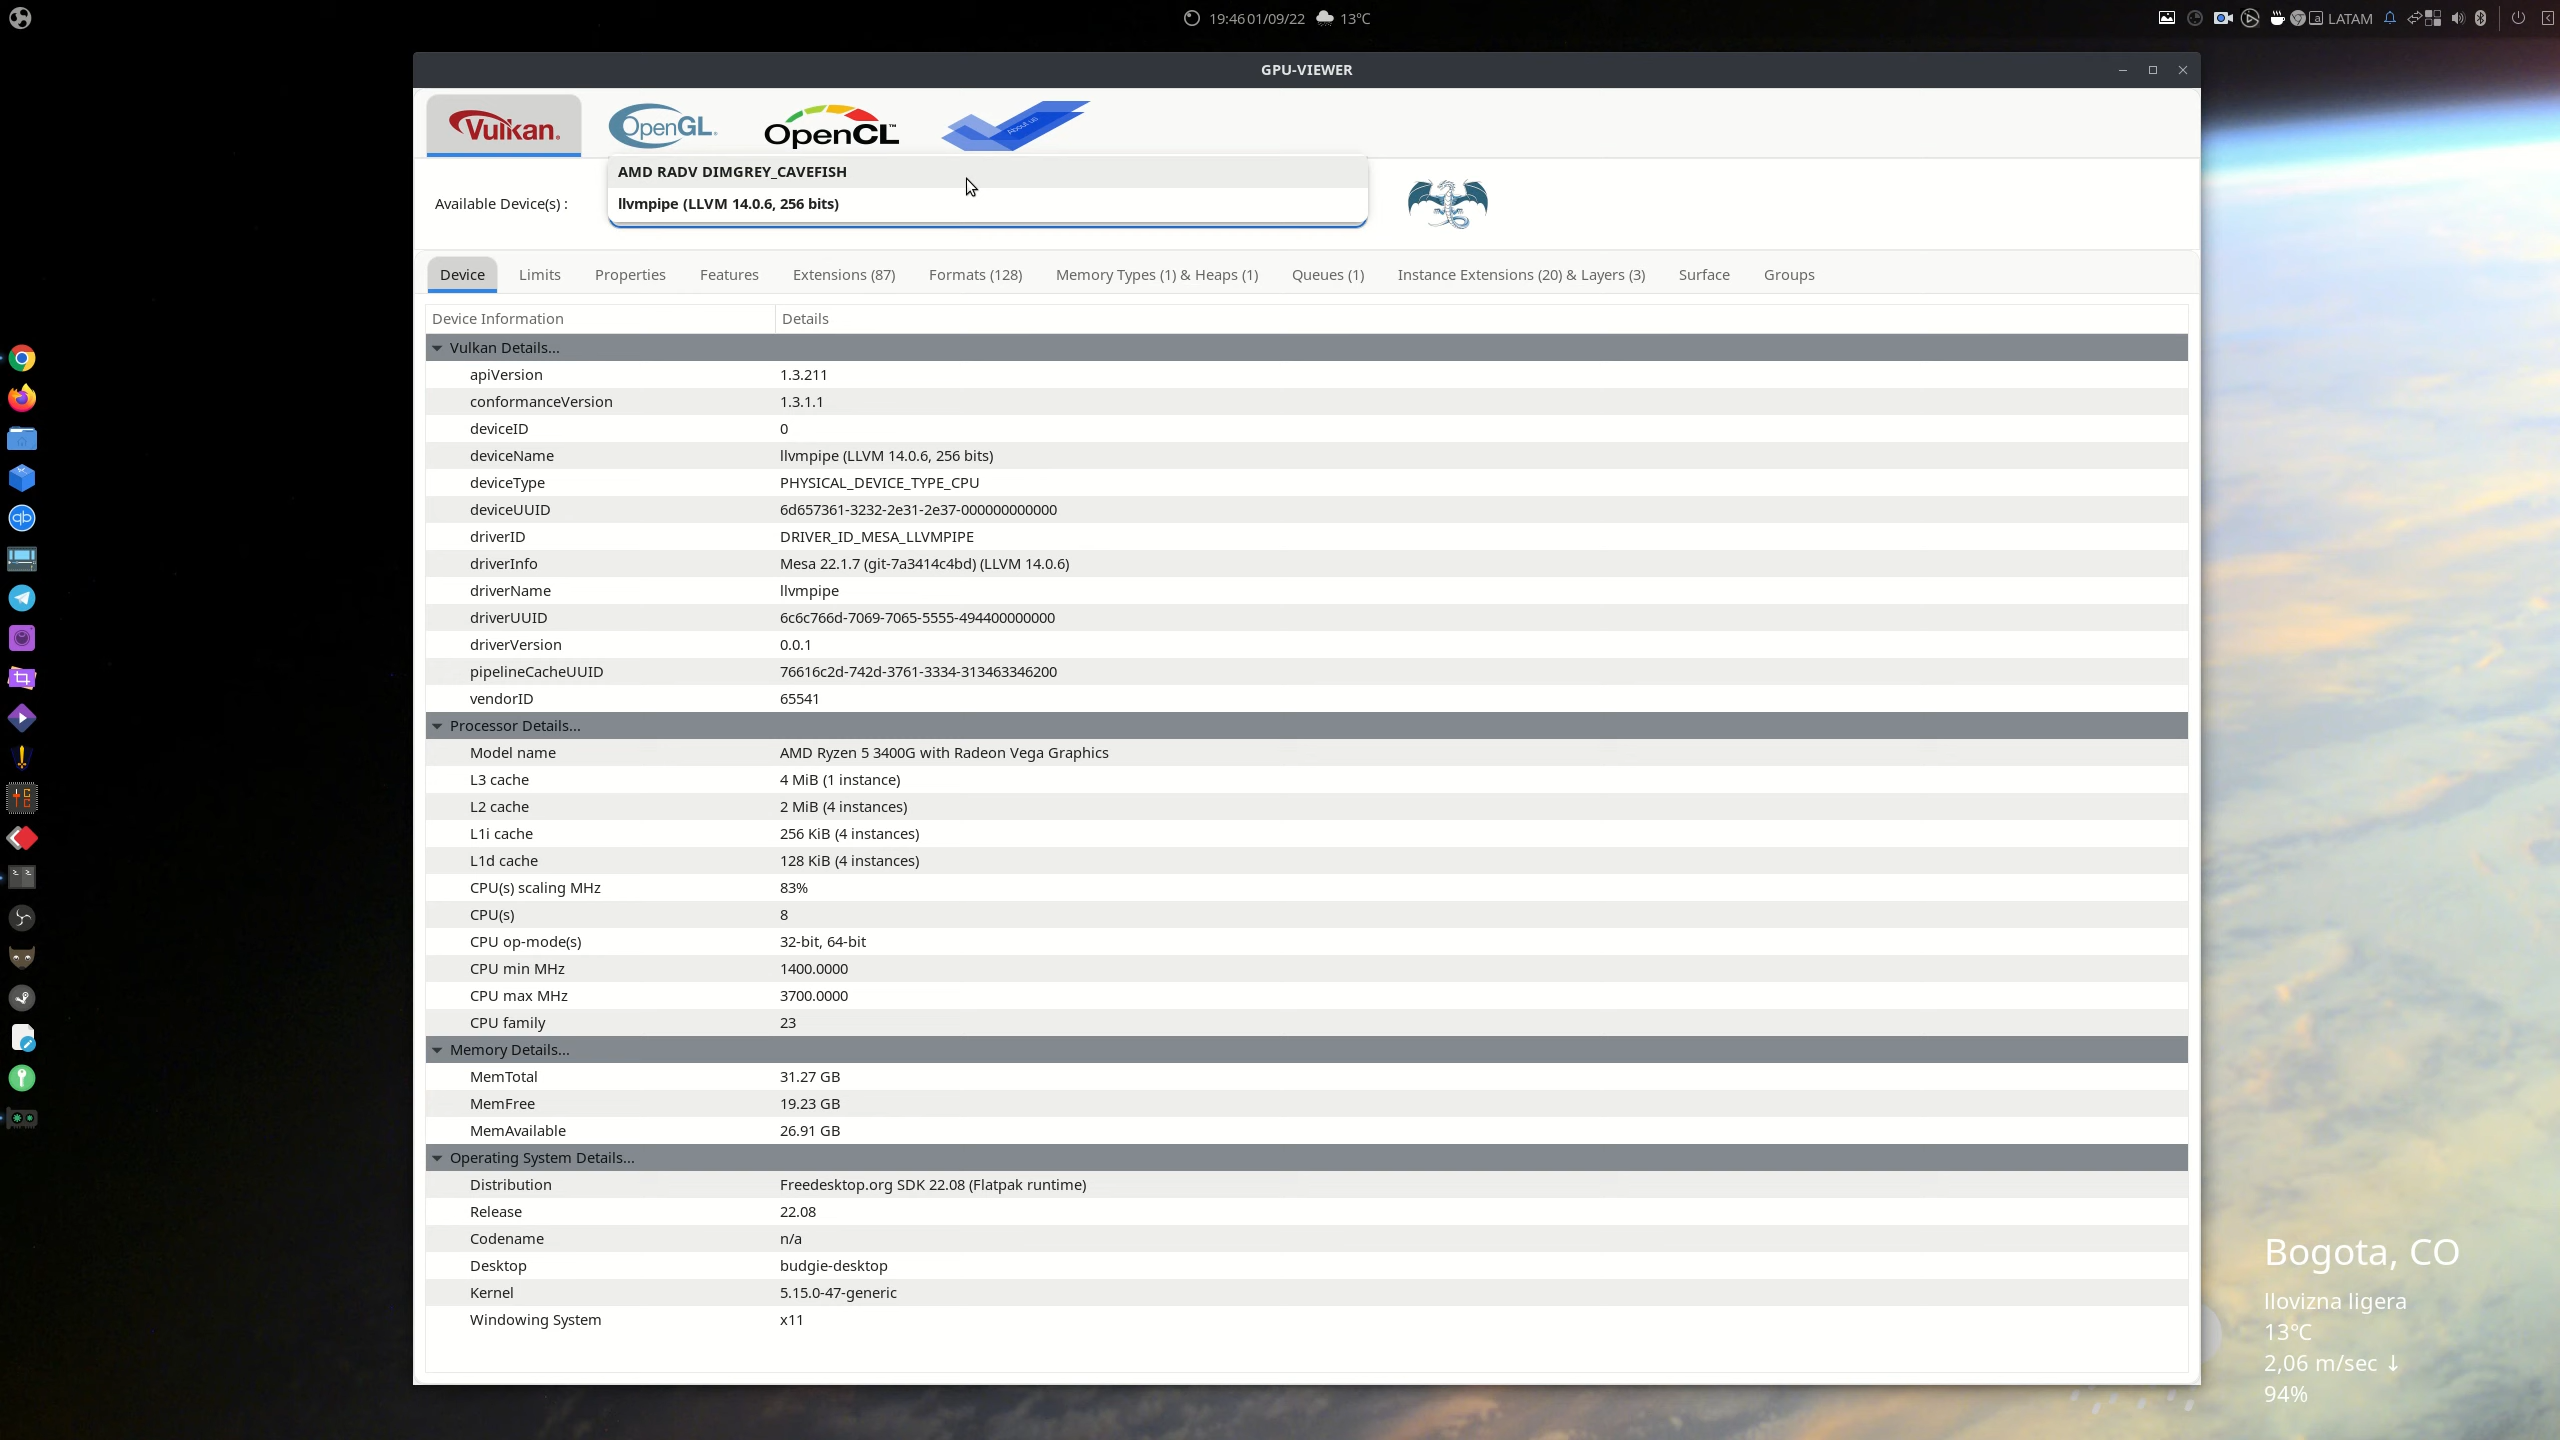 19:46 01/09/22 13°C
LATAM
GPU-VIEWER
Vulkan.
OpenGL.
OpenCL™
About us
AMD RADV DIMGREY_CAVEFISH
Available Device(s) :
llvmpipe (LLVM 14.0.6, 256 bits)
Device Limits Properties Features Extensions (87) Formats (128) Memory Types (1) & Heaps (1) Queues (1) Instance Extensions (20) & Layers (3) Surface Groups
Device Information Details
Vulkan Details...
apiVersion 1.3.211
conformanceVersion 1.3.1.1
deviceID 0
deviceName llvmpipe (LLVM 14.0.6, 256 bits)
deviceType PHYSICAL_DEVICE_TYPE_CPU
deviceUUID 6d657361-3232-2e31-2e37-000000000000
driverID DRIVER_ID_MESA_LLVMPIPE
driverInfo Mesa 22.1.7 (git-7a3414c4bd) (LLVM 14.0.6)
driverName llvmpipe
driverUUID 6c6c766d-7069-7065-5555-494400000000
driverVersion 0.0.1
pipelineCacheUUID 76616c2d-742d-3761-3334-313463346200
vendorID 65541
Processor Details...
Model name AMD Ryzen 5 3400G with Radeon Vega Graphics
L3 cache 4 MiB (1 instance)
L2 cache 2 MiB (4 instances)
L1i cache 256 KiB (4 instances)
L1d cache 128 KiB (4 instances)
CPU(s) scaling MHz 83%
CPU(s) 8
CPU op-mode(s) 32-bit, 64-bit
CPU min MHz 1400.0000
CPU max MHz 3700.0000
CPU family 23
Memory Details...
MemTotal 31.27 GB
MemFree 19.23 GB
MemAvailable 26.91 GB
Operating System Details...
Distribution Freedesktop.org SDK 22.08 (Flatpak runtime)
Release 22.08
Codename n/a
Desktop budgie-desktop
Kernel 5.15.0-47-generic
Windowing System x11
Bogota, CO
llovizna ligera
13°C
2,06 m/sec ↓
94%